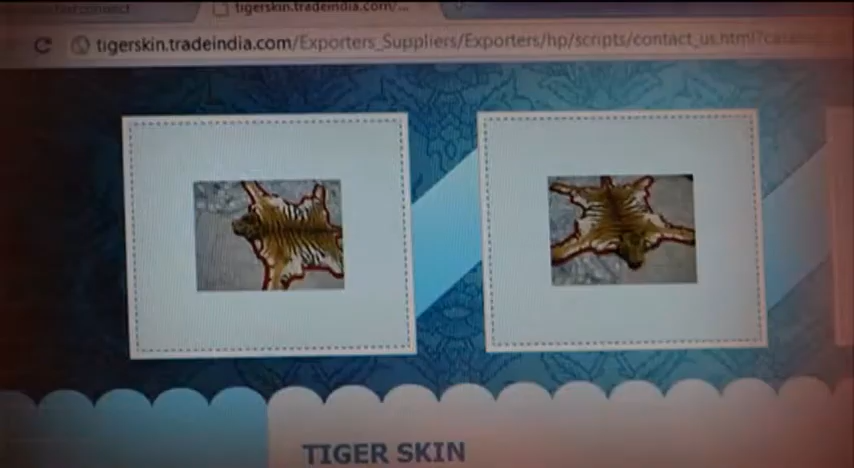 tigerskin.tradeindia.com/...
tigerskin.tradeindia.com/Exporters_Suppliers/Exporters/hp/scripts/contact_us.html?
TIGER SKIN